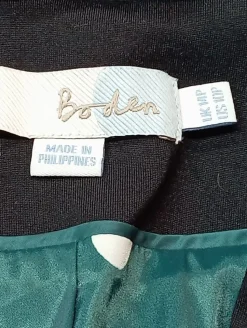 Boden
MADE IN
PHILIPPINES
UK 14P
US 10P